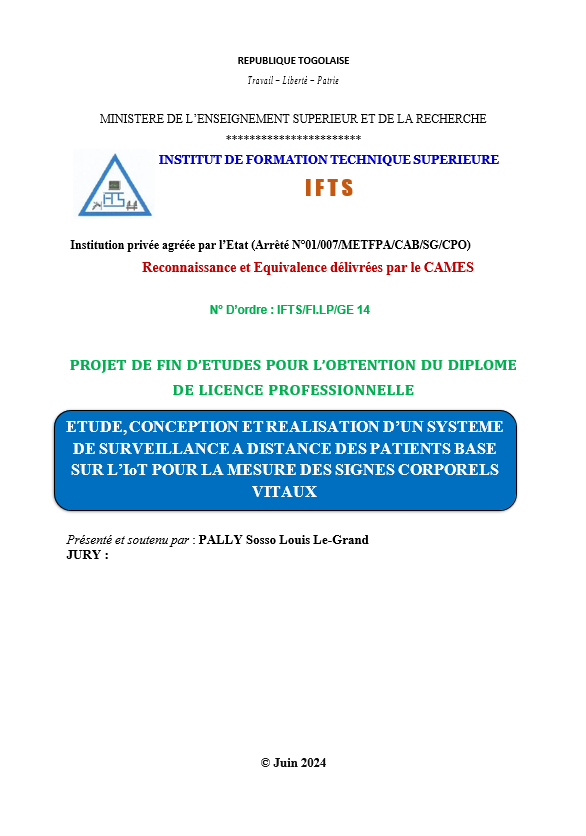 REPUBLIQUE TOGOLAISE
Travail – Liberté – Patrie
MINISTERE DE L’ENSEIGNEMENT SUPERIEUR ET DE LA RECHERCHE
***********************
INSTITUT DE FORMATION TECHNIQUE SUPERIEURE
IFTS
Institution privée agréée par l’Etat (Arrêté N°01/007/METFPA/CAB/SG/CPO)
Reconnaissance et Equivalence délivrées par le CAMES
N° D’ordre : IFTS/FI.LP/GE 14
PROJET DE FIN D’ETUDES POUR L’OBTENTION DU DIPLOME
DE LICENCE PROFESSIONNELLE
ETUDE, CONCEPTION ET REALISATION D’UN SYSTEME
DE SURVEILLANCE A DISTANCE DES PATIENTS BASE
SUR L’IoT POUR LA MESURE DES SIGNES CORPORELS
VITAUX
Présenté et soutenu par : PALLY Sosso Louis Le-Grand
JURY :
© Juin 2024